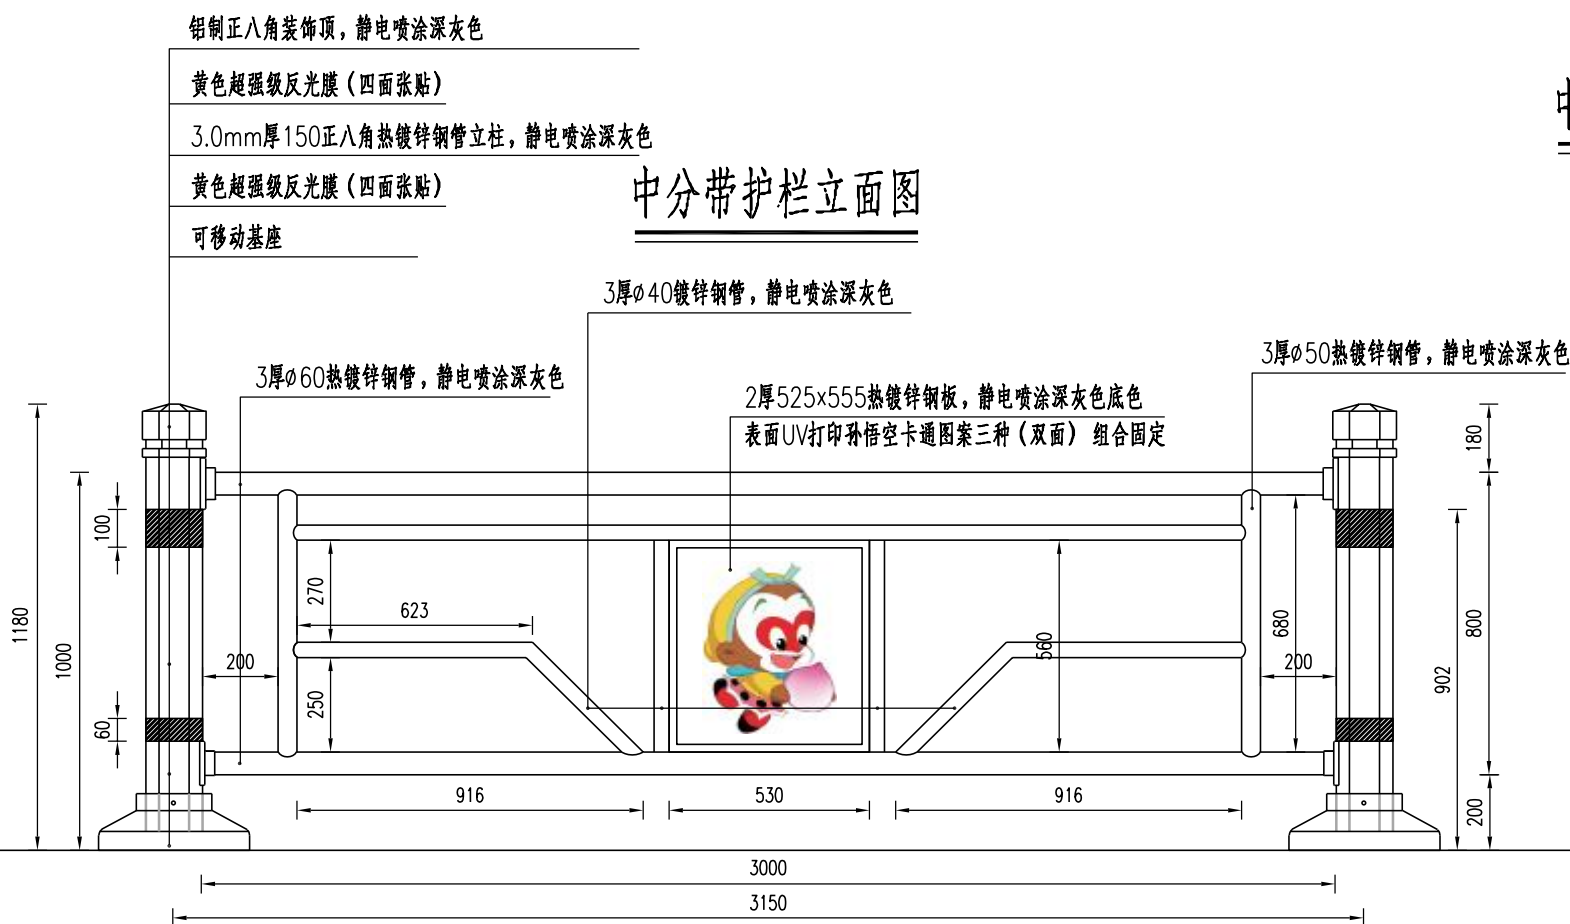 铝制正八角装饰顶，静电喷涂深灰色
黄色超强级反光膜（四面张贴）
3.0mm厚150正八角热镀锌钢管立柱，静电喷涂深灰色
黄色超强级反光膜（四面张贴）
可移动基座
中分带护栏立面图
3厚ø40镀锌钢管，静电喷涂深灰色
3厚ø50热镀锌钢管，静电喷涂深灰色
3厚ø60热镀锌钢管，静电喷涂深灰色
2厚525x555热镀锌钢板，静电喷涂深灰色底色
表面UV打印孙悟空卡通图案三种（双面） 组合固定
180
100
270
623
1180
1000
200
250
60
560
680
200
800
902
916
530
916
200
3000
3150